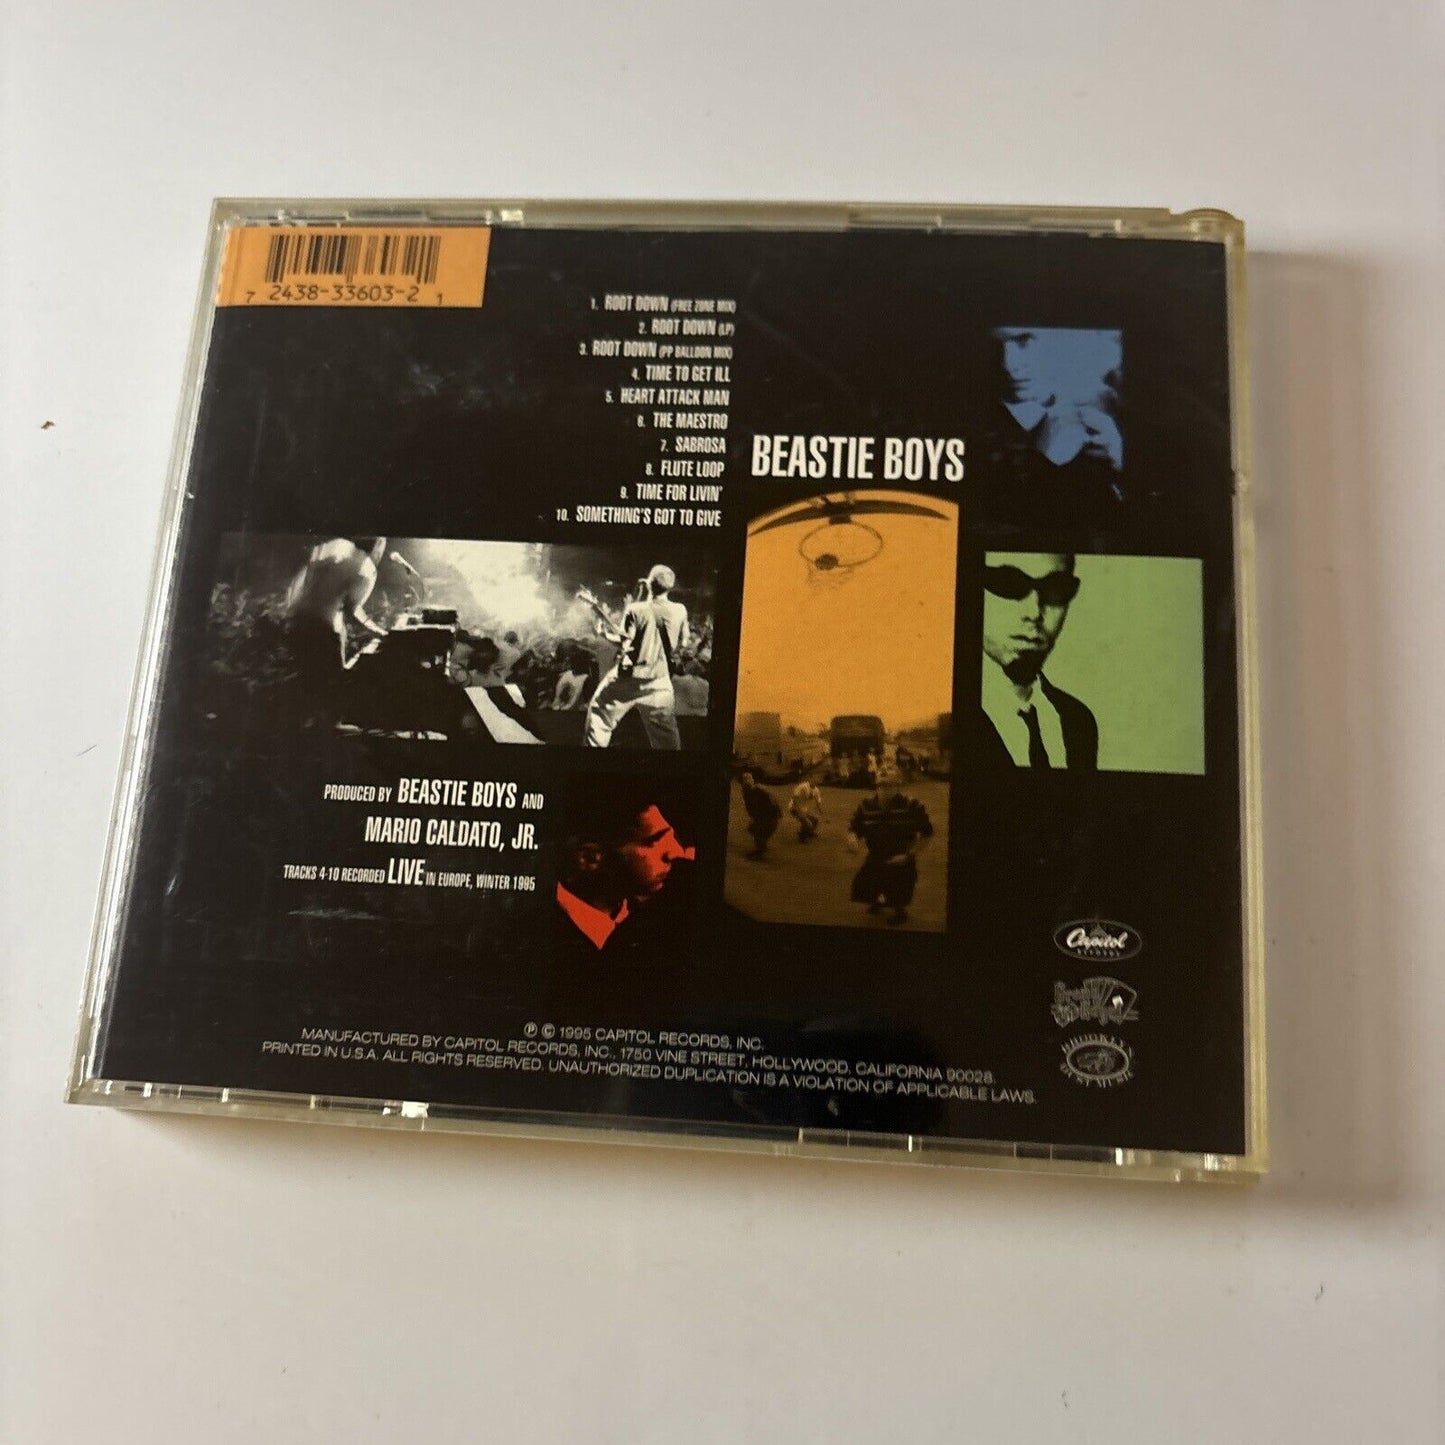 7 2438-33603-2 1
1. ROOT DOWN (FREE ZONE MIX)
2. ROOT DOWN (LP)
3. ROOT DOWN (PP BALLOON MIX)
4. TIME TO GET ILL
5. HEART ATTACK MAN
6. THE MAESTRO
7. SABROSA
8. FLUTE LOOP
9. TIME FOR LIVIN'
10. SOMETHING'S GOT TO GIVE
BEASTIE BOYS
PRODUCED BY BEASTIE BOYS AND
MARIO CALDATO, JR.
TRACKS 4-10 RECORDED LIVE IN EUROPE, WINTER 1995
Capitol
RECORDS
BROOKLYN
DUST MUSIC
℗ © 1995 CAPITOL RECORDS, INC.
MANUFACTURED BY CAPITOL RECORDS, INC., 1750 VINE STREET, HOLLYWOOD, CALIFORNIA 90028.
PRINTED IN U.S.A. ALL RIGHTS RESERVED. UNAUTHORIZED DUPLICATION IS A VIOLATION OF APPLICABLE LAWS.